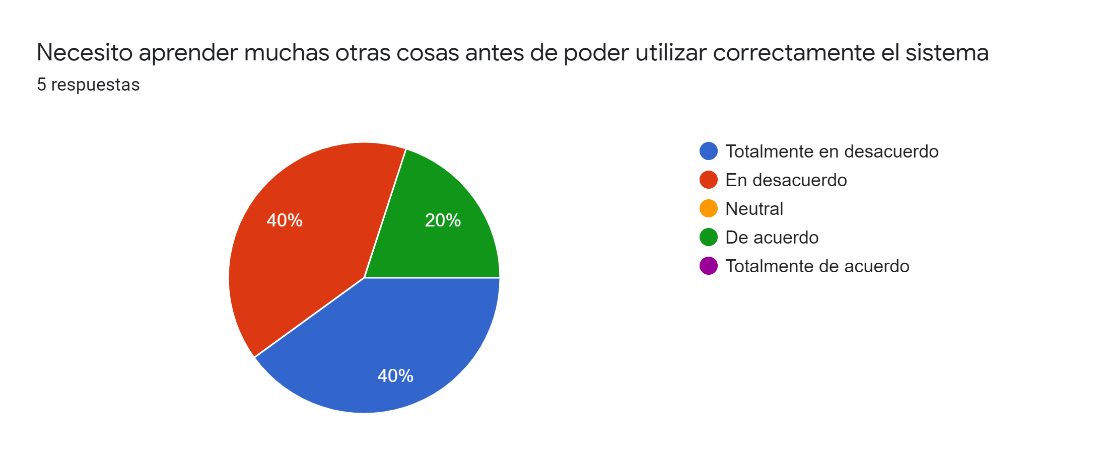 Necesito aprender muchas otras cosas antes de poder utilizar correctamente el sistema
5 respuestas
40%
20%
40%
Totalmente en desacuerdo
En desacuerdo
Neutral
De acuerdo
Totalmente de acuerdo